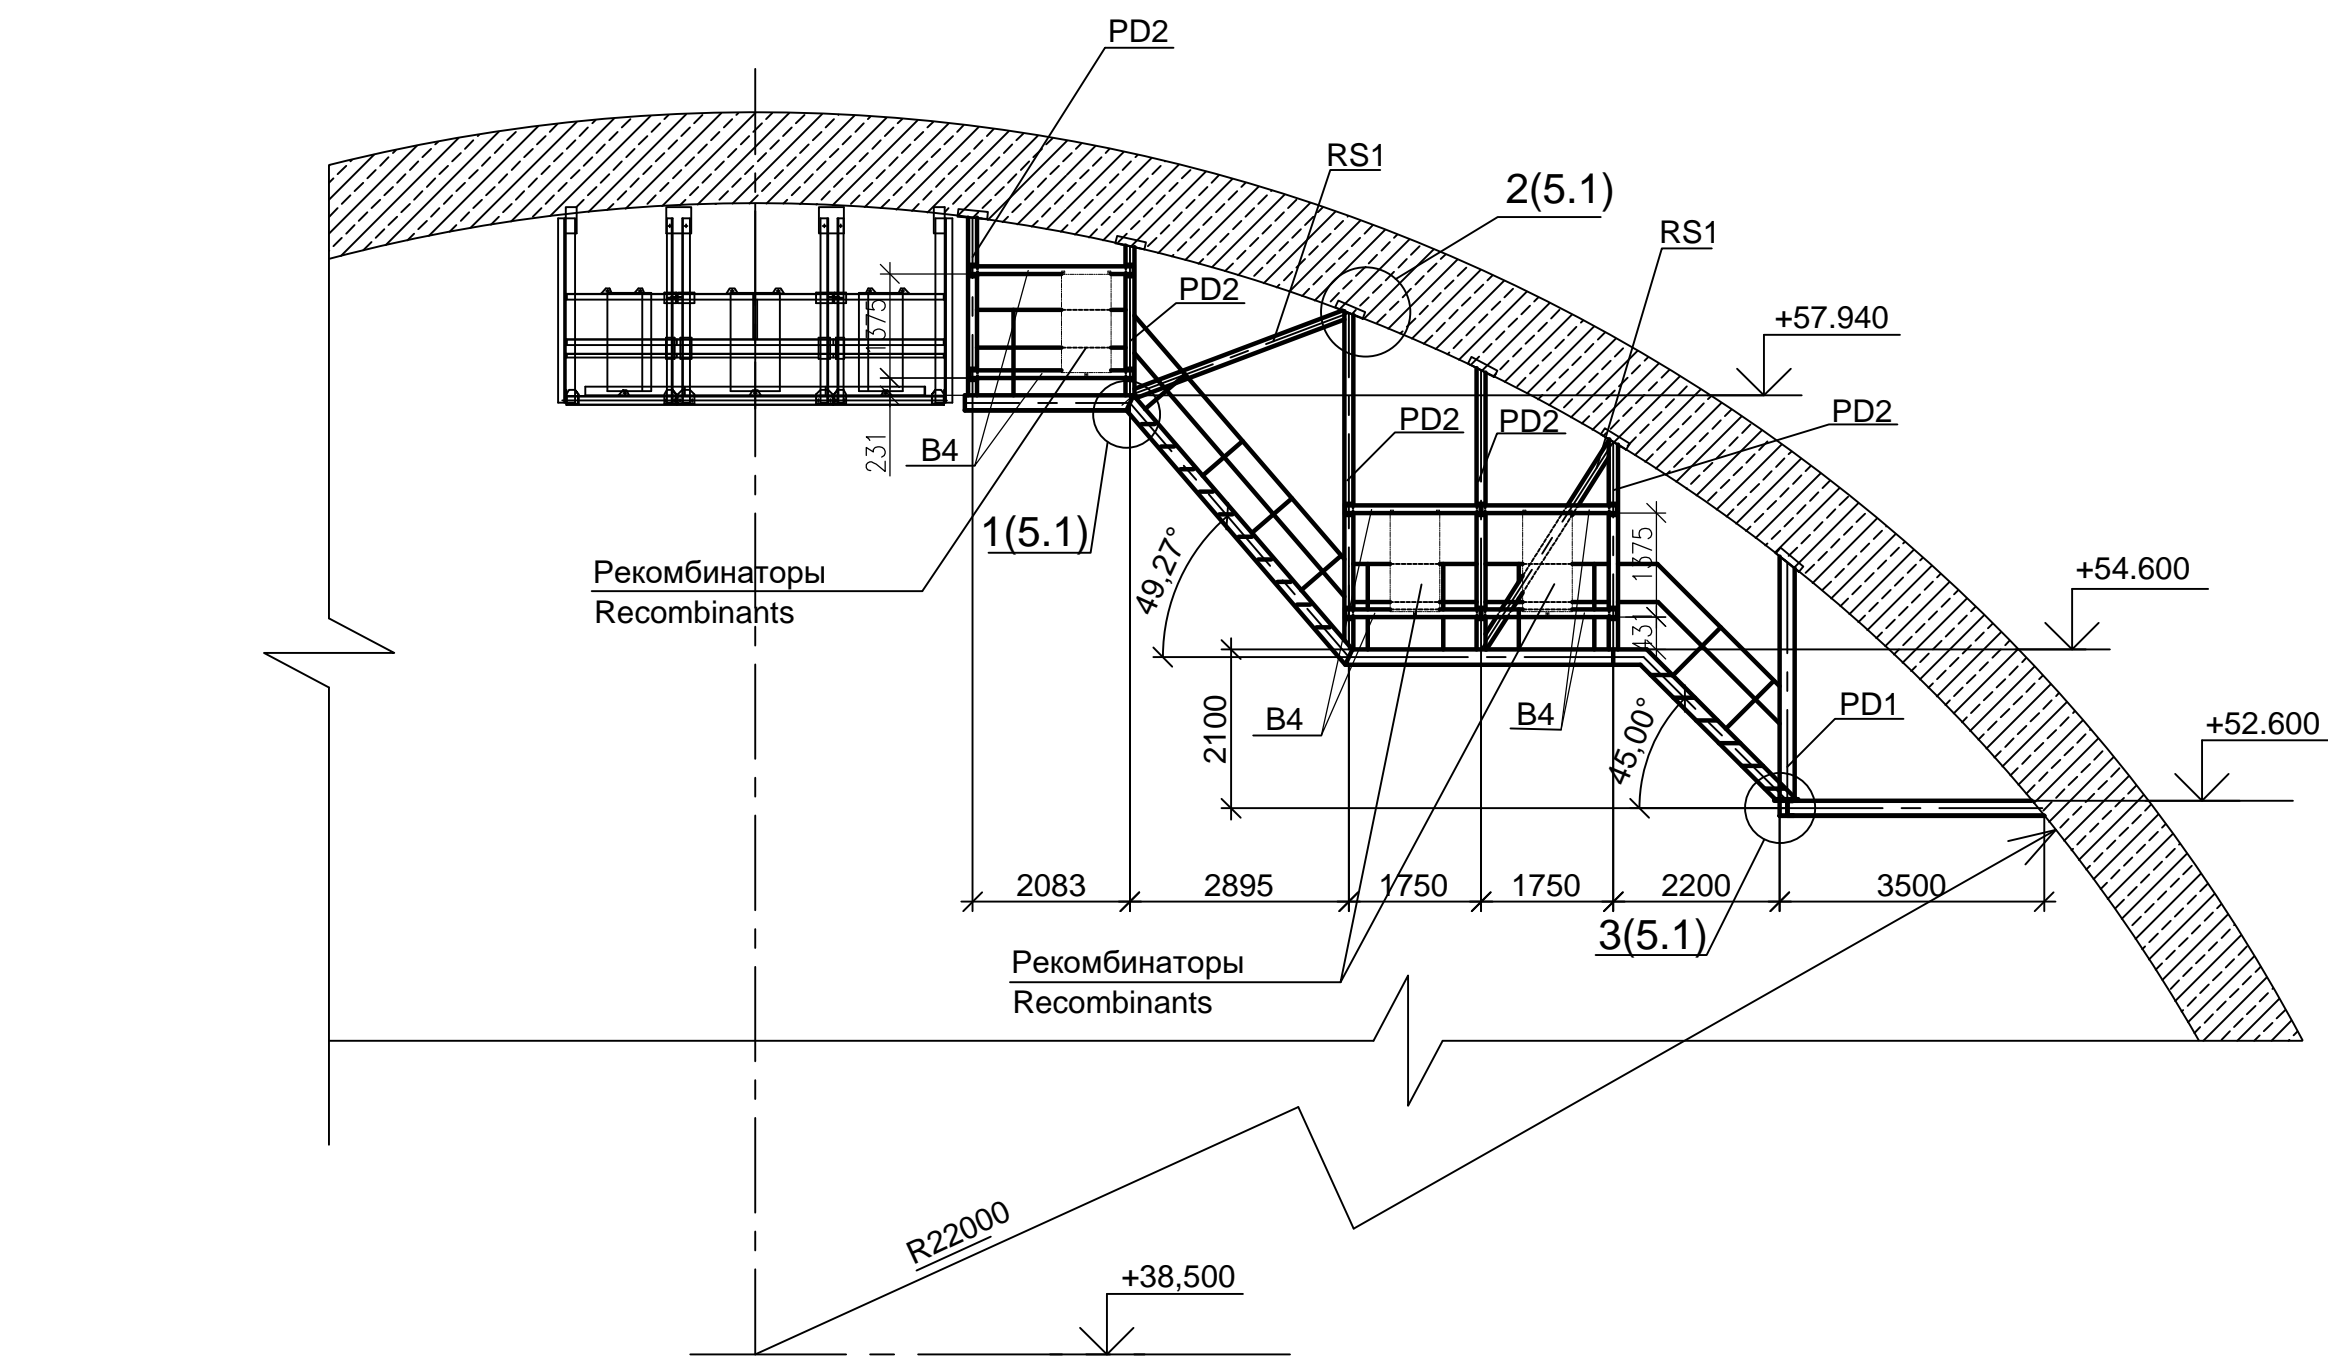 PD2
RS1
2(5.1)
RS1
PD2
+57.940
1375
PD2
PD2
PD2
231
B4
1(5.1)
49,27°
1375
Рекомбинаторы
Recombinants
+54.600
431
2100
B4
B4
45,00°
PD1
+52.600
2083
2895
1750
1750
2200
3500
3(5.1)
Рекомбинаторы
Recombinants
R22000
+38,500